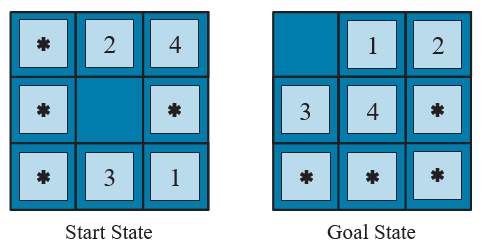 * 2 4
* *
* 3 1
Start State
1 2
3 4 *
* * *
Goal State